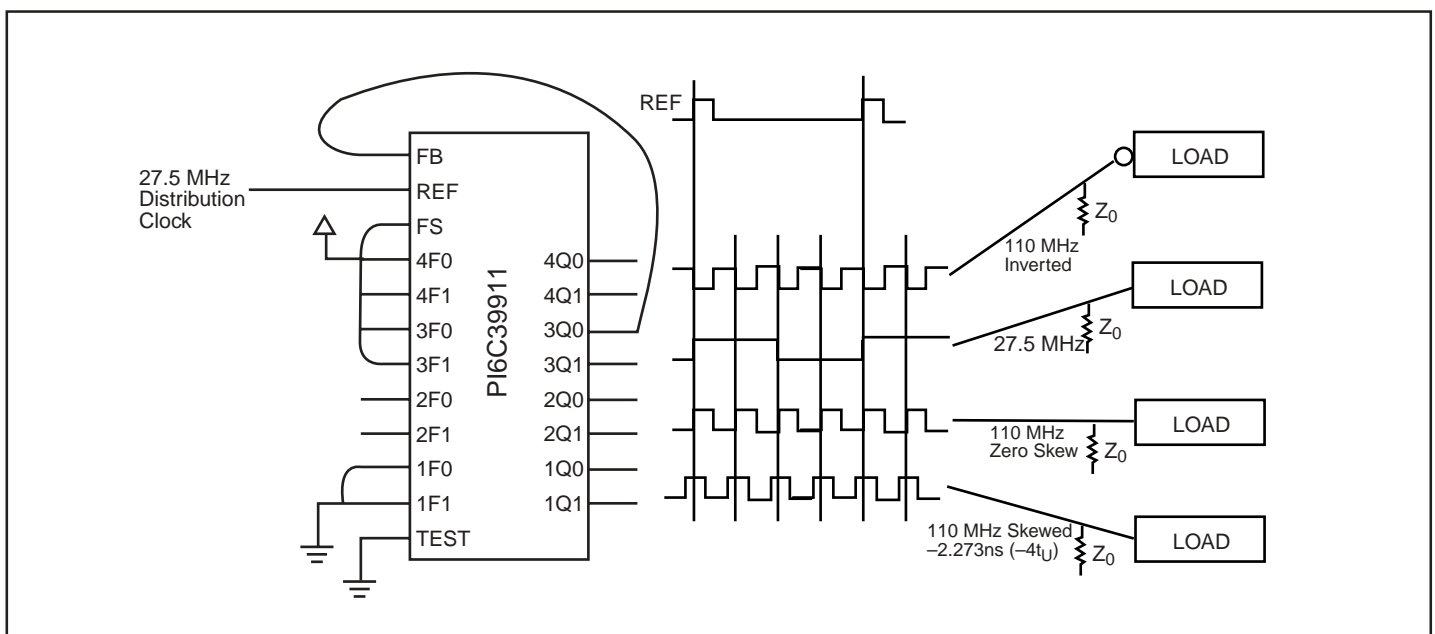 27.5 MHz
Distribution
Clock
FB
REF
FS
4F0
4F1
3F0
3F1
2F0
2F1
1F0
1F1
TEST
PI6C39911
4Q0
4Q1
3Q0
3Q1
2Q0
2Q1
1Q0
1Q1
REF
LOAD
Z0
110 MHz
Inverted
LOAD
Z0
27.5 MHz
LOAD
110 MHz
Zero Skew
Z0
110 MHz Skewed
–2.273ns (–4tU)
Z0
LOAD